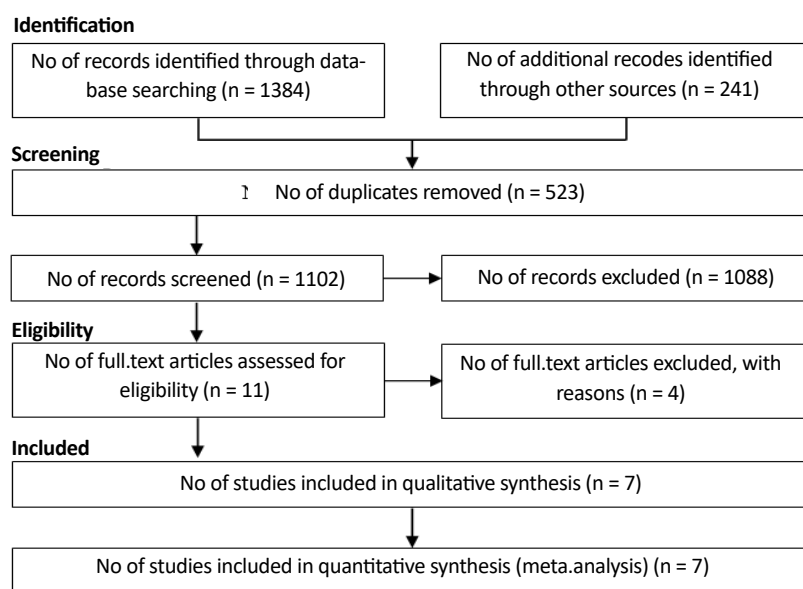 Identification
No of records identified through data-
base searching (n = 1384)
No of additional recodes identified
through other sources (n = 241)
Screening
No of duplicates removed (n = 523)
No of records screened (n = 1102)
No of records excluded (n = 1088)
Eligibility
No of full.text articles assessed for
eligibility (n = 11)
No of full.text articles excluded, with
reasons (n = 4)
Included
No of studies included in qualitative synthesis (n = 7)
No of studies included in quantitative synthesis (meta.analysis) (n = 7)